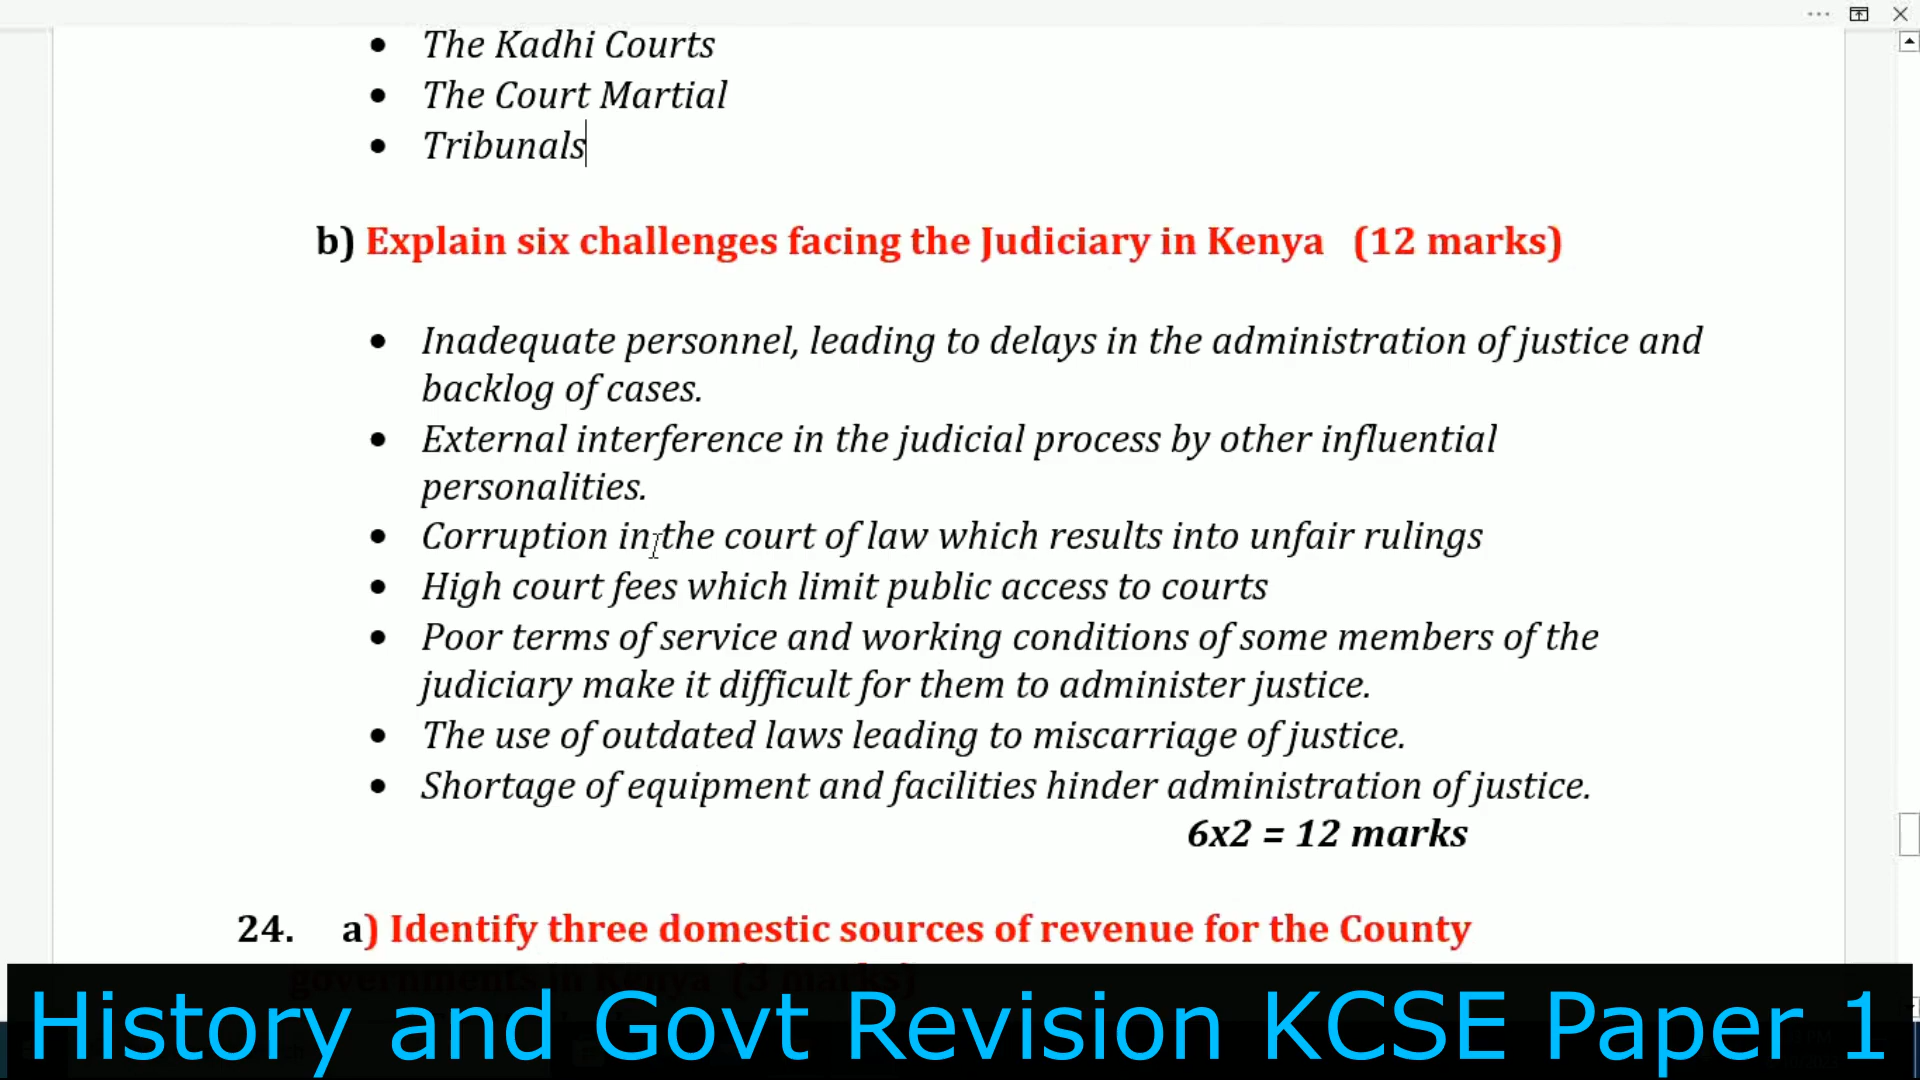 • The Kadhi Courts
• The Court Martial
• Tribunals
b) Explain six challenges facing the Judiciary in Kenya (12 marks)
• Inadequate personnel, leading to delays in the administration of justice and
backlog of cases.
• External interference in the judicial process by other influential
personalities.
• Corruption in the court of law which results into unfair rulings
• High court fees which limit public access to courts
• Poor terms of service and working conditions of some members of the
judiciary make it difficult for them to administer justice.
• The use of outdated laws leading to miscarriage of justice.
• Shortage of equipment and facilities hinder administration of justice.
6x2 = 12 marks
24. a) Identify three domestic sources of revenue for the County
governments in Kenya (3 marks)
History and Govt Revision KCSE Paper 1